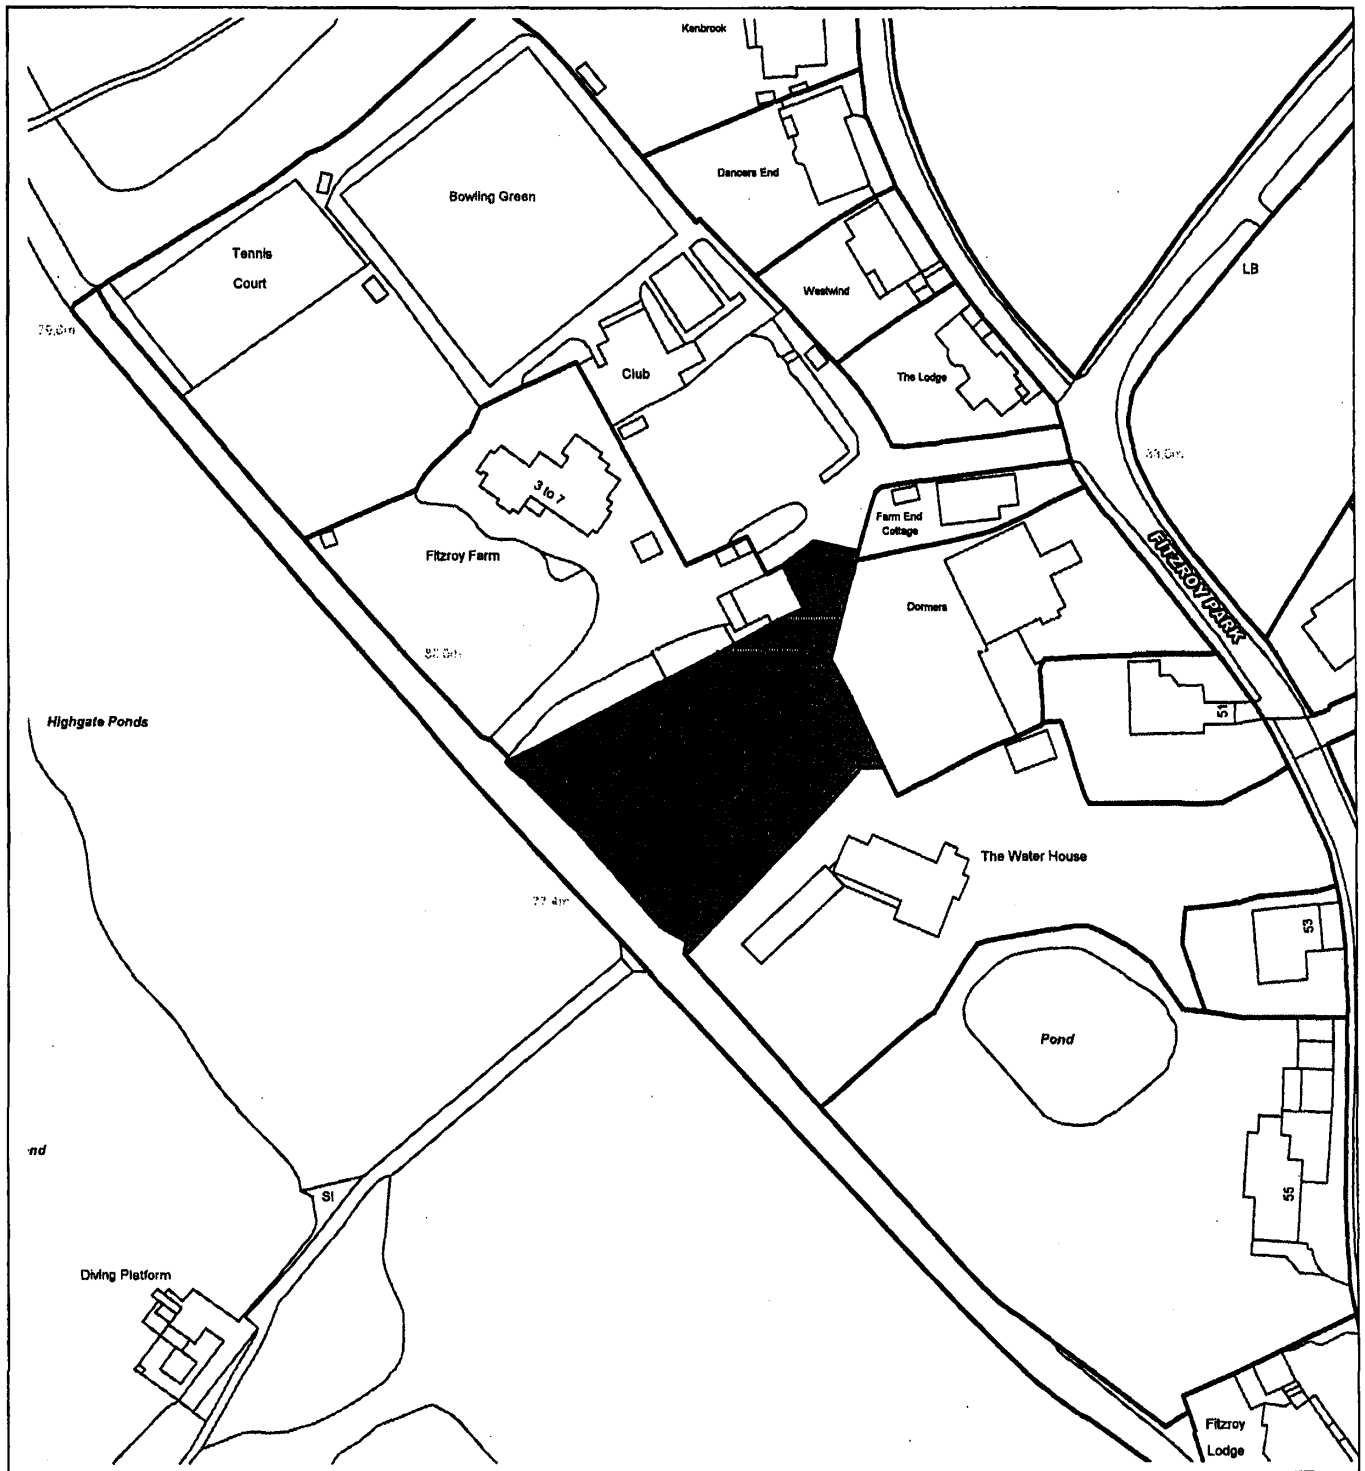 Kenbrook
Dancers End
Bowling Green
Tennis
Court
LB
Westwind
Club
The Lodge
3 to 7
Farm End
Cottage
FITZROY PARK
Fitzroy Farm
Dormers
Highgate Ponds
51
The Water House
77.4m
53
Pond
nd
55
Sl
Diving Platform
Fitzroy
Lodge